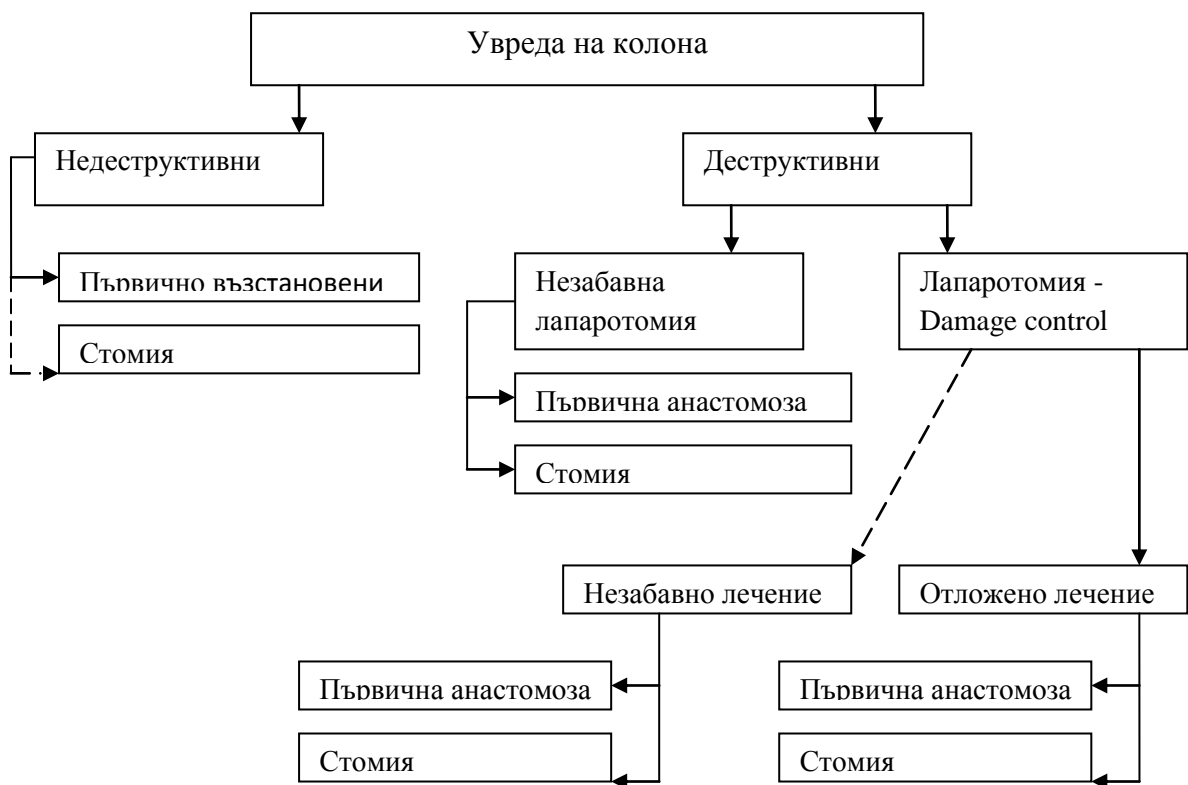 Увреда на колона
Недеструктивни
Деструктивни
Първично възстановени
Стомия
Незабавна
лапаротомия
Лапаротомия -
Damage control
Първична анастомоза
Стомия
Незабавно лечение
Отложено лечение
Първична анастомоза
Първична анастомоза
Стомия
Стомия